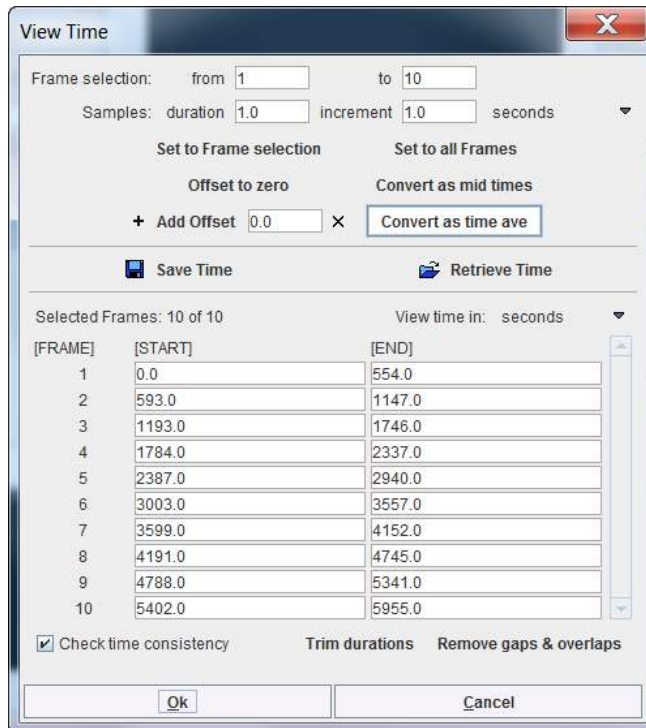 View Time
Frame selection: from 1 to 10
Samples: duration 1.0 increment 1.0 seconds
Set to Frame selection Set to all Frames
Offset to zero Convert as mid times
+ Add Offset 0.0 × Convert as time ave
Save Time Retrieve Time
Selected Frames: 10 of 10 View time in: seconds
[FRAME] [START] [END]
1 0.0 554.0
2 593.0 1147.0
3 1193.0 1746.0
4 1784.0 2337.0
5 2387.0 2940.0
6 3003.0 3557.0
7 3599.0 4152.0
8 4191.0 4745.0
9 4788.0 5341.0
10 5402.0 5955.0
Check time consistency Trim durations Remove gaps & overlaps
Ok Cancel